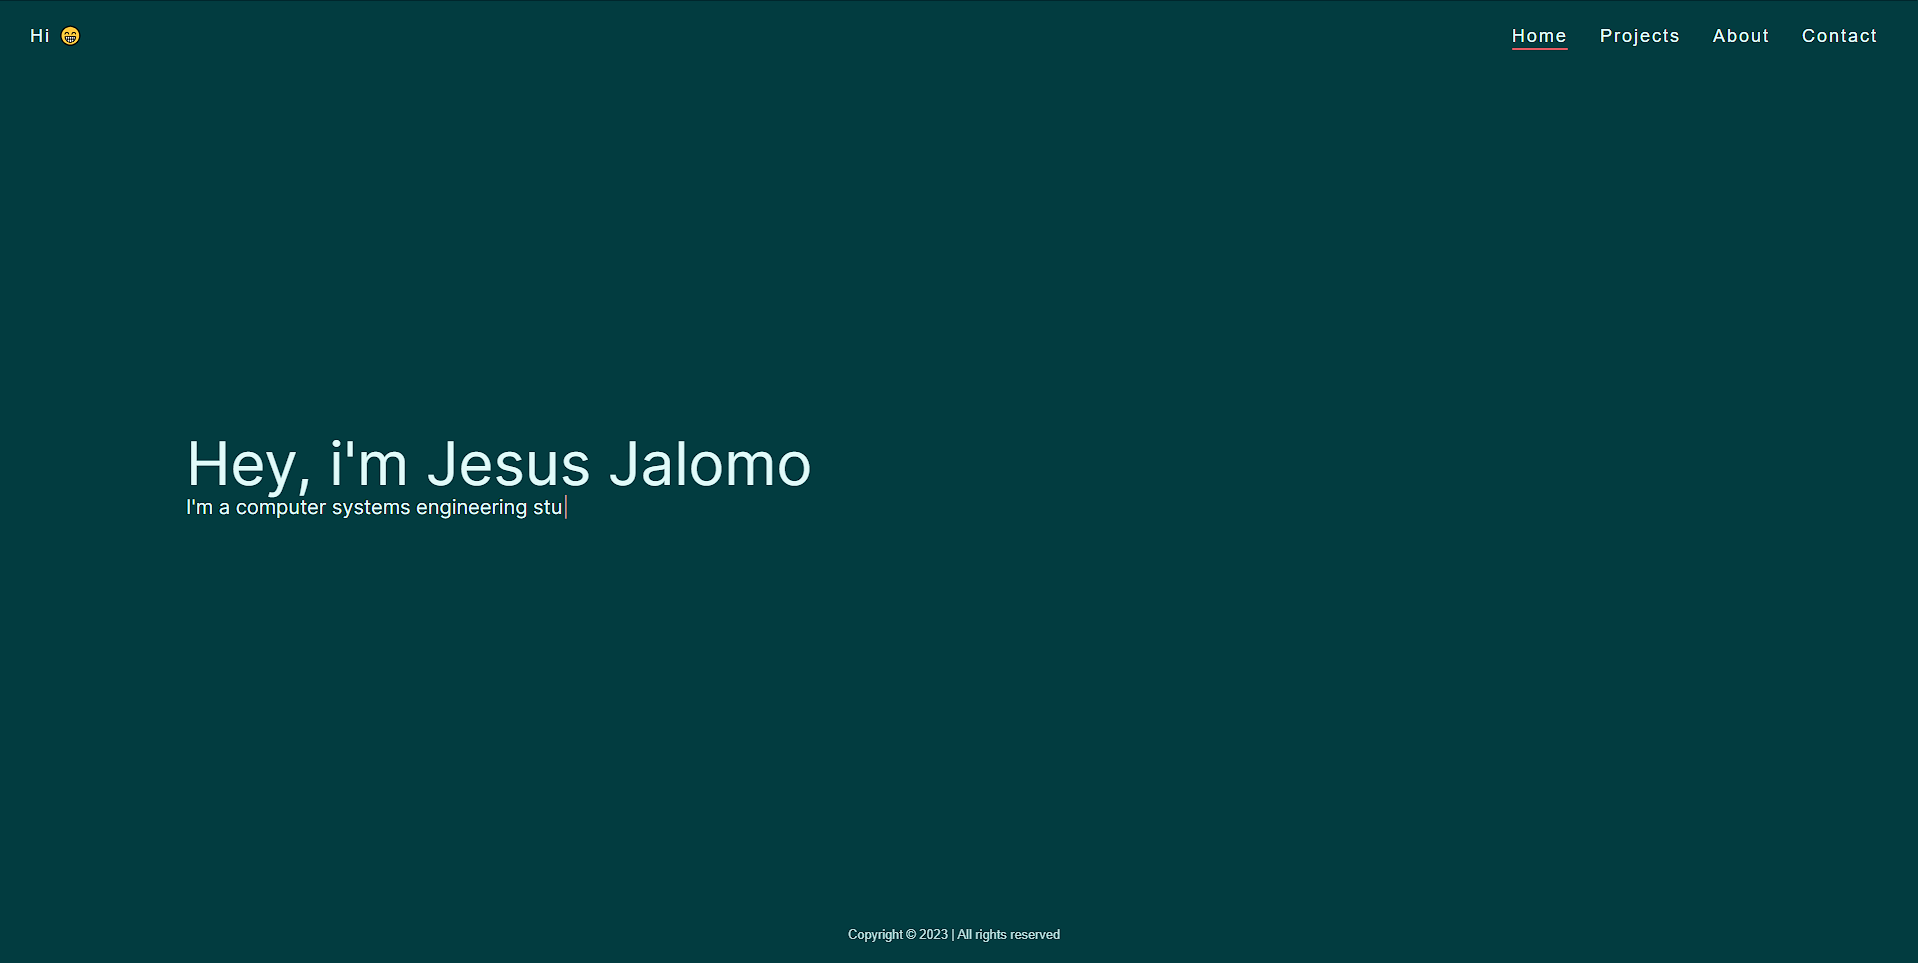 Hi 😁
Home Projects About Contact
Hey, i'm Jesus Jalomo
I'm a computer systems engineering stu
Copyright © 2023 | All rights reserved